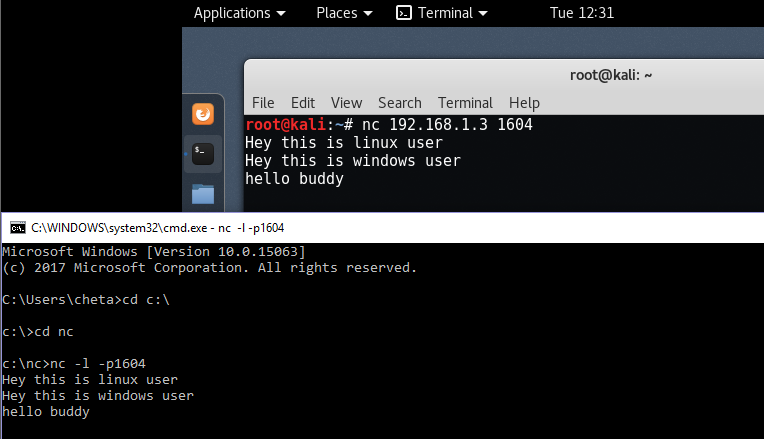 Applications Places Terminal Tue 12:31
root@kali: ~
File Edit View Search Terminal Help
root@kali:~# nc 192.168.1.3 1604
Hey this is linux user
Hey this is windows user
hello buddy
C:\WINDOWS\system32\cmd.exe - nc -l -p1604
Microsoft Windows [Version 10.0.15063]
(c) 2017 Microsoft Corporation. All rights reserved.
C:\Users\cheta>cd c:\
c:\>cd nc
c:\nc>nc -l -p1604
Hey this is linux user
Hey this is windows user
hello buddy